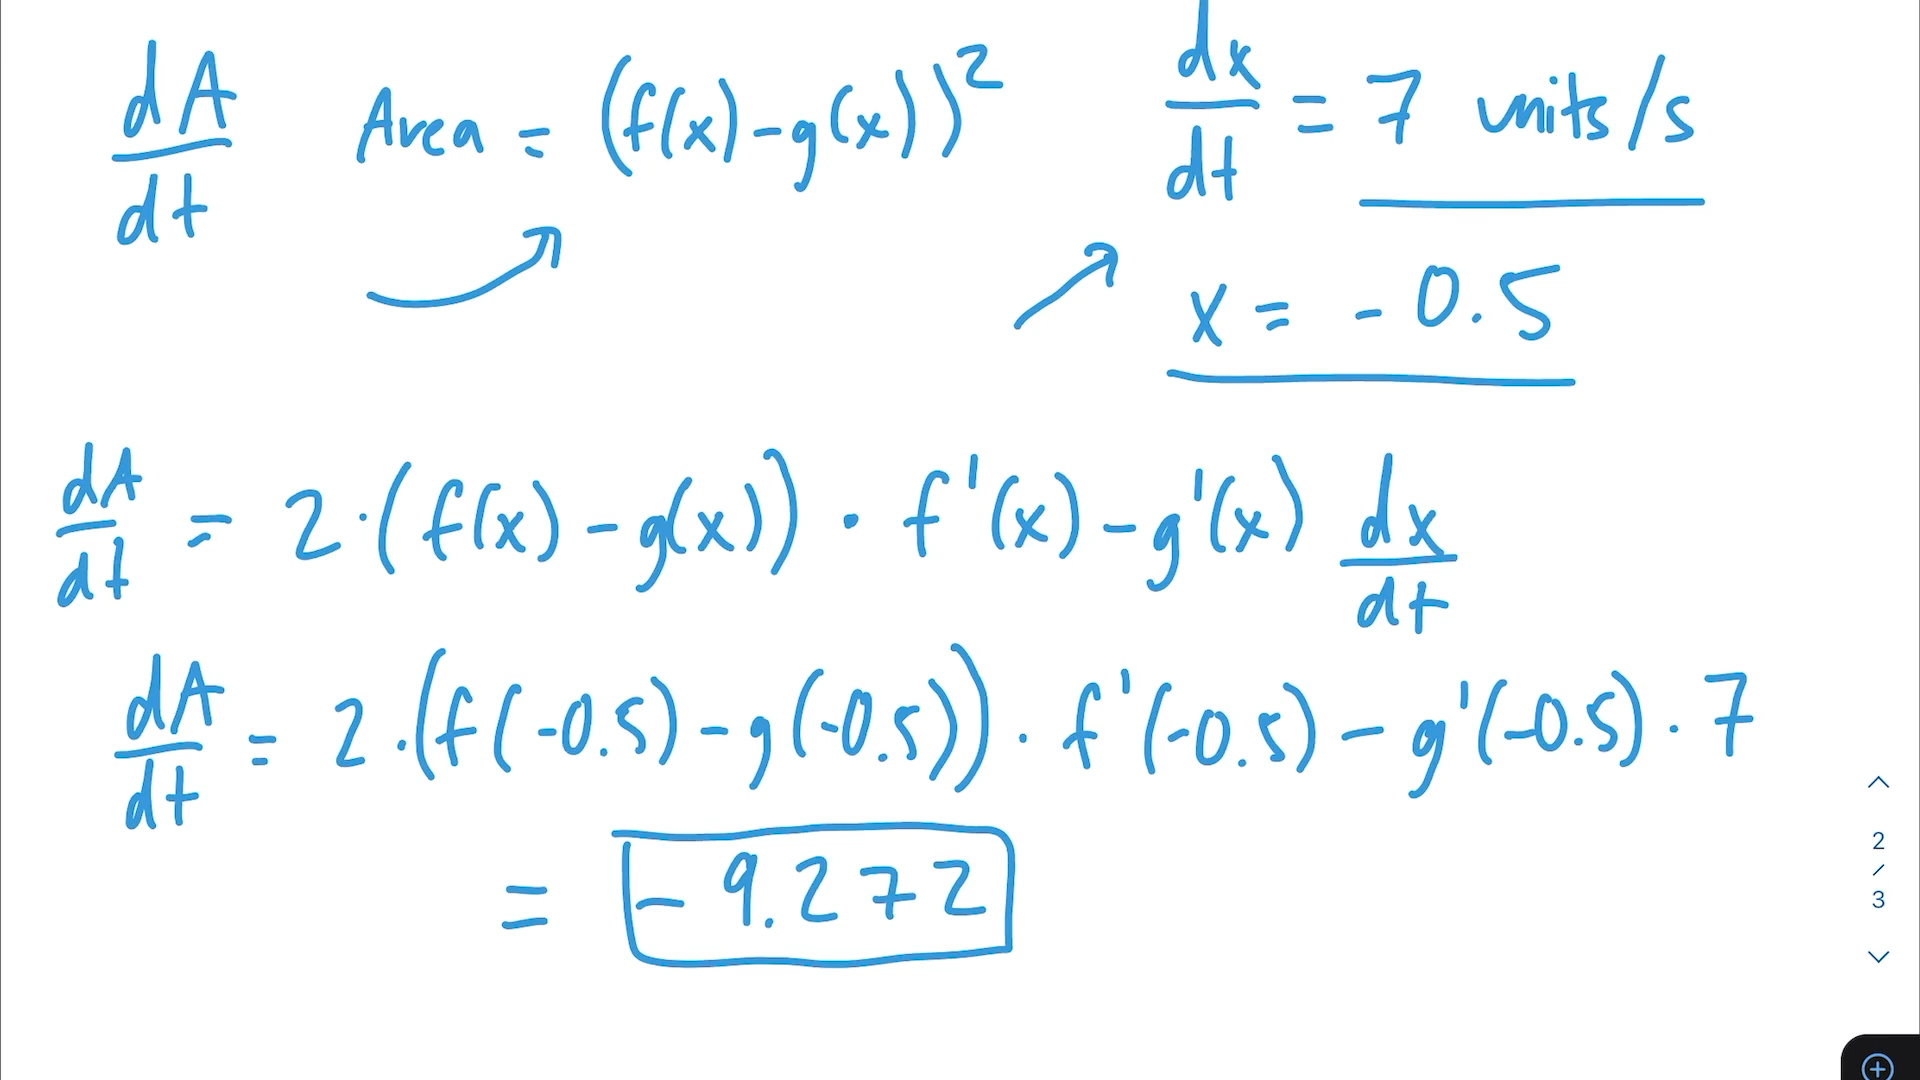 dA/dt Area = (f(x) - g(x))² dx/dt = 7 units/s
x = - 0.5
dA/dt = 2 · (f(x) - g(x)) · f'(x) - g'(x) dx/dt
dA/dt = 2 · (f(-0.5) - g(-0.5)) · f'(-0.5) - g'(-0.5) · 7
= - 9.272
2
/
3